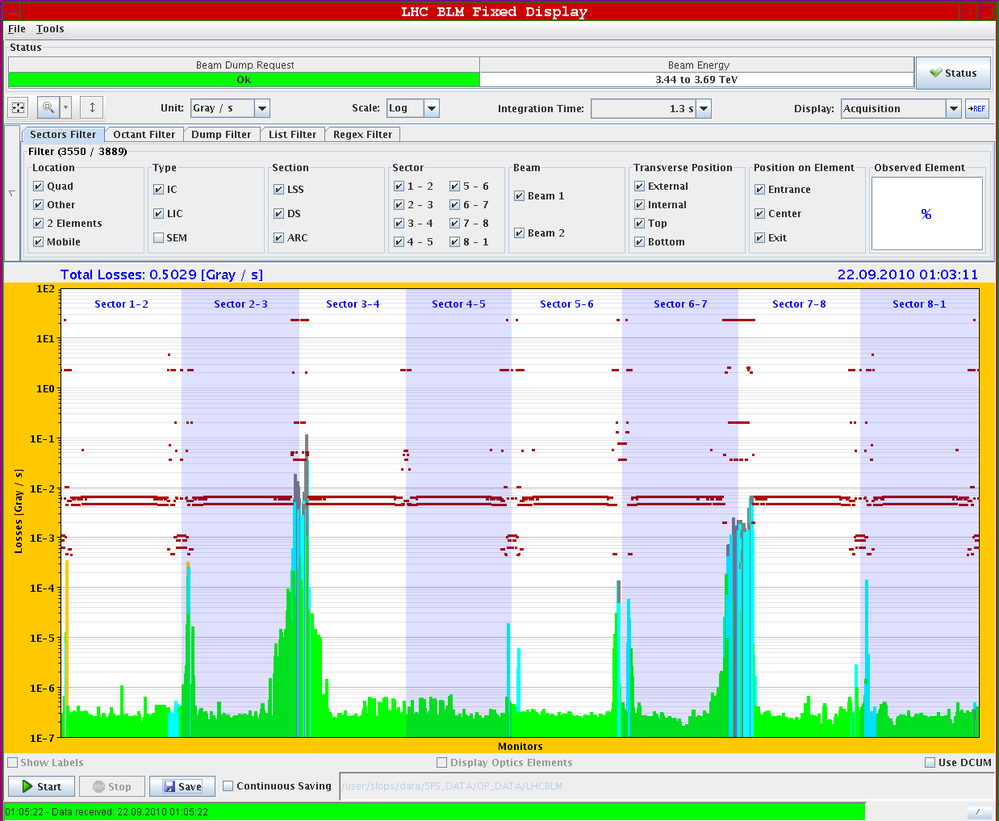 LHC BLM Fixed Display
File Tools
Status
Beam Dump Request Beam Energy
Ok 3.44 to 3.69 TeV Status
Unit: Gray / s Scale: Log Integration Time: 1.3 s Display: Acquisition →REF
Sectors Filter Octant Filter Dump Filter List Filter Regex Filter
Filter (3550 / 3889)
Location Type Section Sector Beam Transverse Position Position on Element Observed Element
Quad IC LSS 1 - 2 5 - 6 Beam 1 External Entrance
Other LIC DS 2 - 3 6 - 7 Internal Center %
2 Elements SEM ARC 3 - 4 7 - 8 Beam 2 Top Exit
Mobile 4 - 5 8 - 1 Bottom
Total Losses: 0.5029 [Gray / s] 22.09.2010 01:03:11
1E2
Sector 1-2 Sector 2-3 Sector 3-4 Sector 4-5 Sector 5-6 Sector 6-7 Sector 7-8 Sector 8-1
1E1
1E0
1E-1
1E-2
1E-3
1E-4
1E-5
1E-6
1E-7
Losses [Gray / s]
Monitors
Show Labels Display Optics Elements Use DCUM
Start STOP Stop Save Continuous Saving /user/slops/data/SPS_DATA/OP_DATA/LHCBLM
01:05:22 - Data received: 22.09.2010 01:05:22